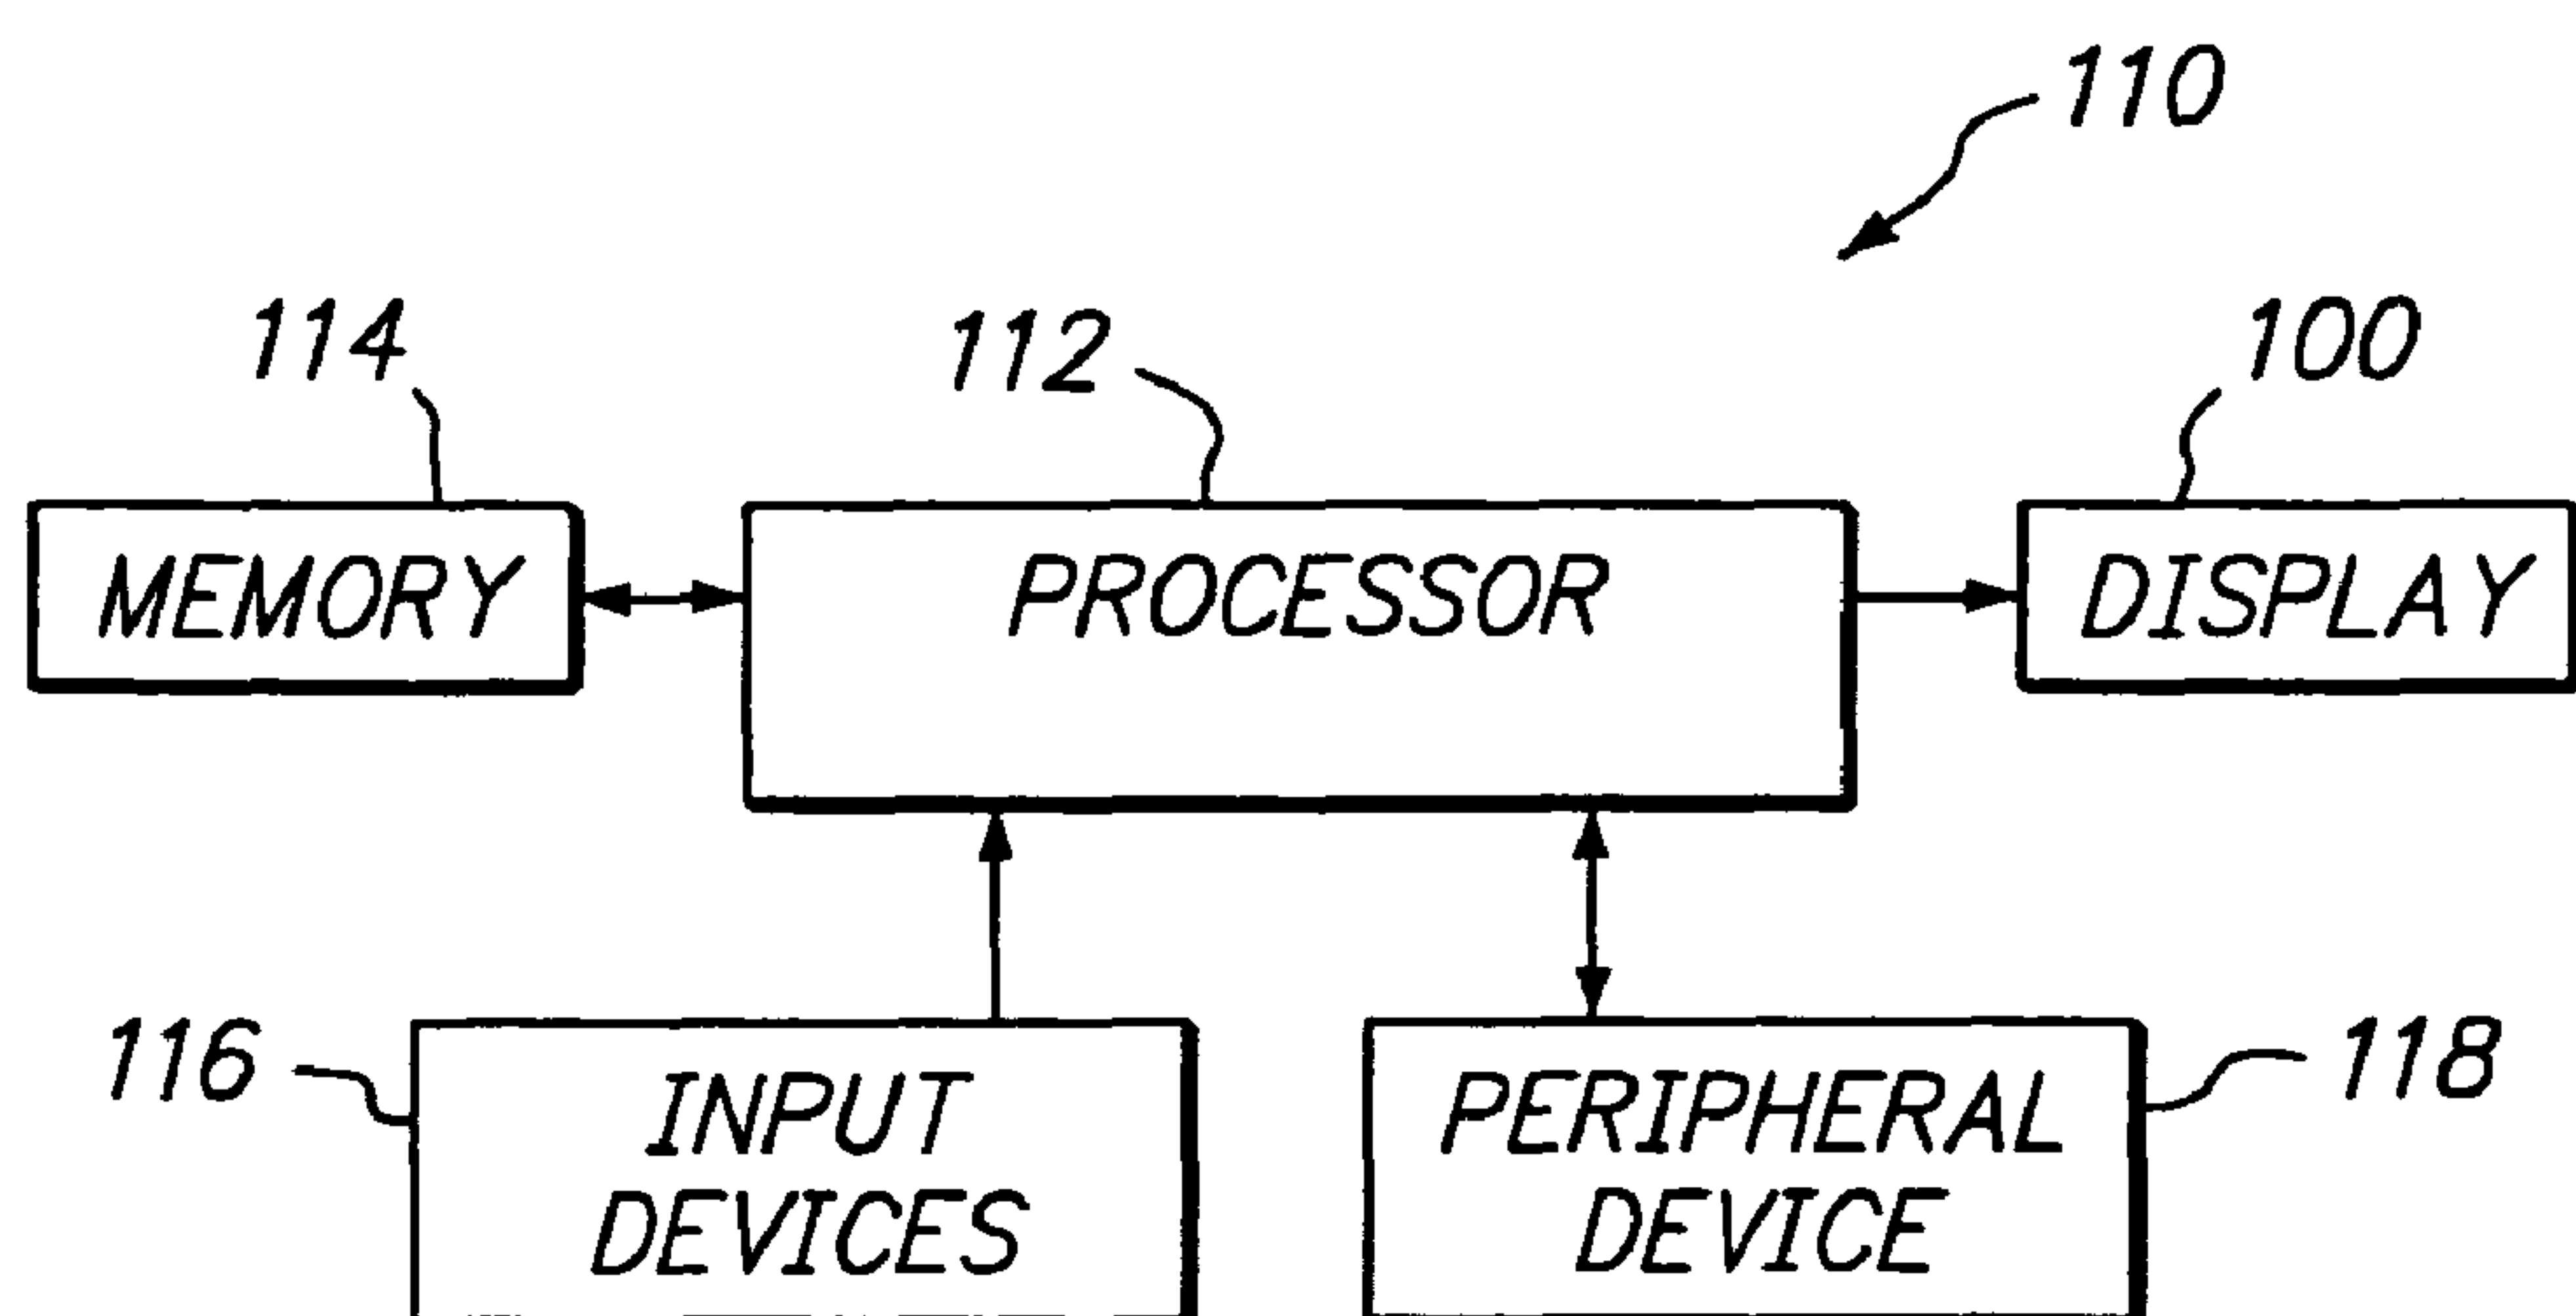 110
114
112
100
MEMORY
PROCESSOR
DISPLAY
116
INPUT
DEVICES
PERIPHERAL
DEVICE
118